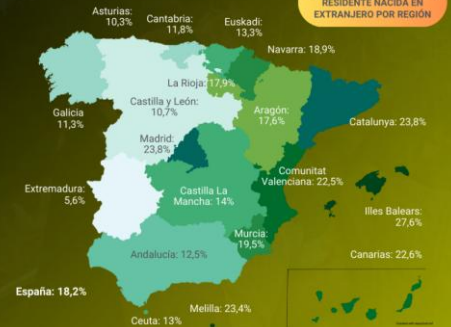 RESIDENTE NACIDA EN
EXTRANJERO POR REGIÓN
Asturias:
10,3%
Cantabria:
11,8%
Euskadi:
13,3%
Navarra: 18,9%
La Rioja: 17,9%
Galicia
11,3%
Castilla y León:
10,7%
Aragón:
17,6%
Catalunya: 23,8%
Madrid:
23,8%
Extremadura:
5,6%
Castilla La
Mancha: 14%
Comunitat
Valenciana: 22,5%
Illes Balears:
27,6%
Murcia:
19,5%
Andalucía: 12,5%
Canarias: 22,6%
España: 18,2%
Ceuta: 13%
Melilla: 23,4%